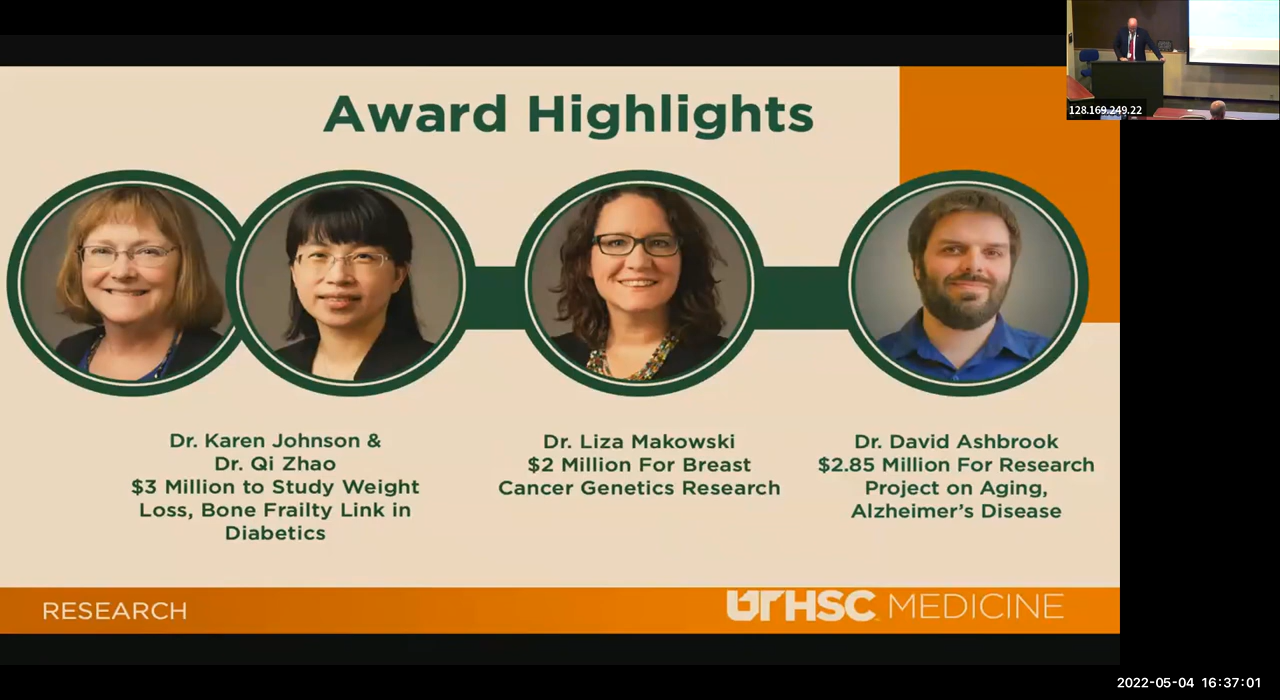 128.169.249.22
Award Highlights
Dr. Karen Johnson &
Dr. Qi Zhao
$3 Million to Study Weight
Loss, Bone Frailty Link in
Diabetics
Dr. Liza Makowski
$2 Million For Breast
Cancer Genetics Research
Dr. David Ashbrook
$2.85 Million For Research
Project on Aging,
Alzheimer's Disease
RESEARCH
UTHSC MEDICINE
2022-05-04 16:37:01